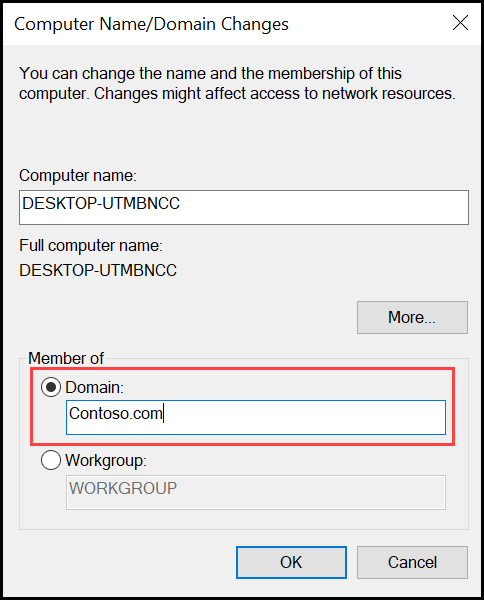 Computer Name/Domain Changes
You can change the name and the membership of this
computer. Changes might affect access to network resources.
Computer name:
DESKTOP-UTMBNCC
Full computer name:
DESKTOP-UTMBNCC
More...
Member of
Domain:
Contoso.com
Workgroup:
WORKGROUP
OK
Cancel